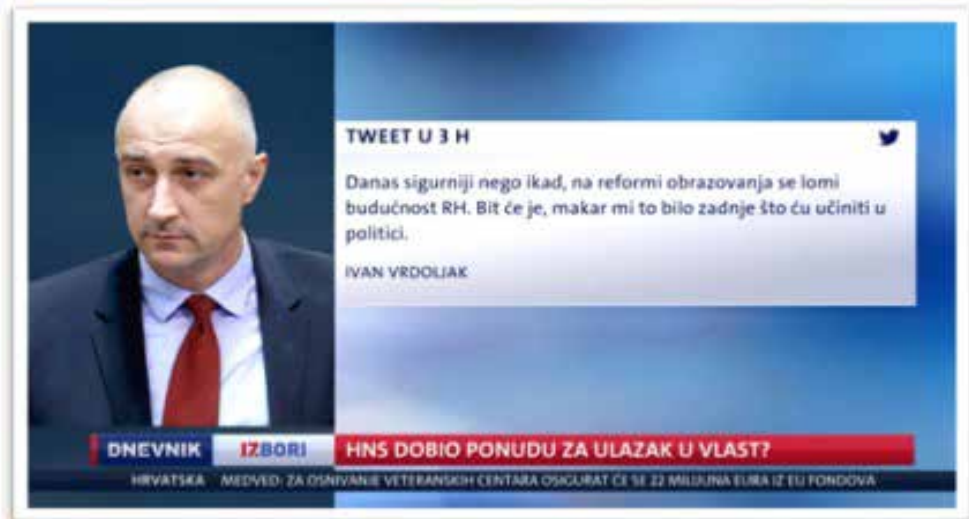 TWEET U 3 H
Danas sigurniji nego ikad, na reformi obrazovanja se lomi
budućnost RH. Bit će je, makar mi to bilo zadnje što ću učiniti u
politici.
IVAN VRDOLJAK
DNEVNIK IZBORI HNS DOBIO PONUDU ZA ULAZAK U VLAST?
HRVATSKA MEDVED: ZA OSNIVANJE VETERANSKIH CENTARA OSIGURAT ĆE SE 22 MILIJUNA EURA IZ EU FONDOVA